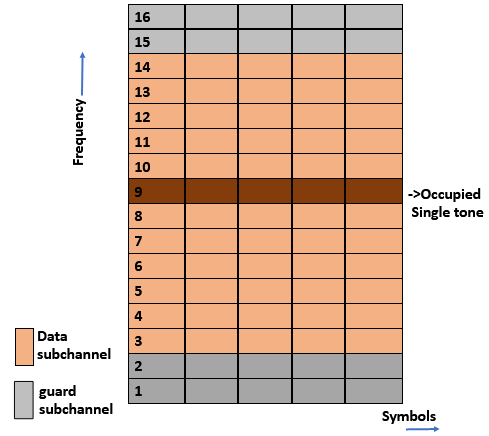 16
15
14
13
12
11
10
9
8
7
6
5
4
3
2
1
Frequency
->Occupied
Single tone
Data
subchannel
guard
subchannel
Symbols